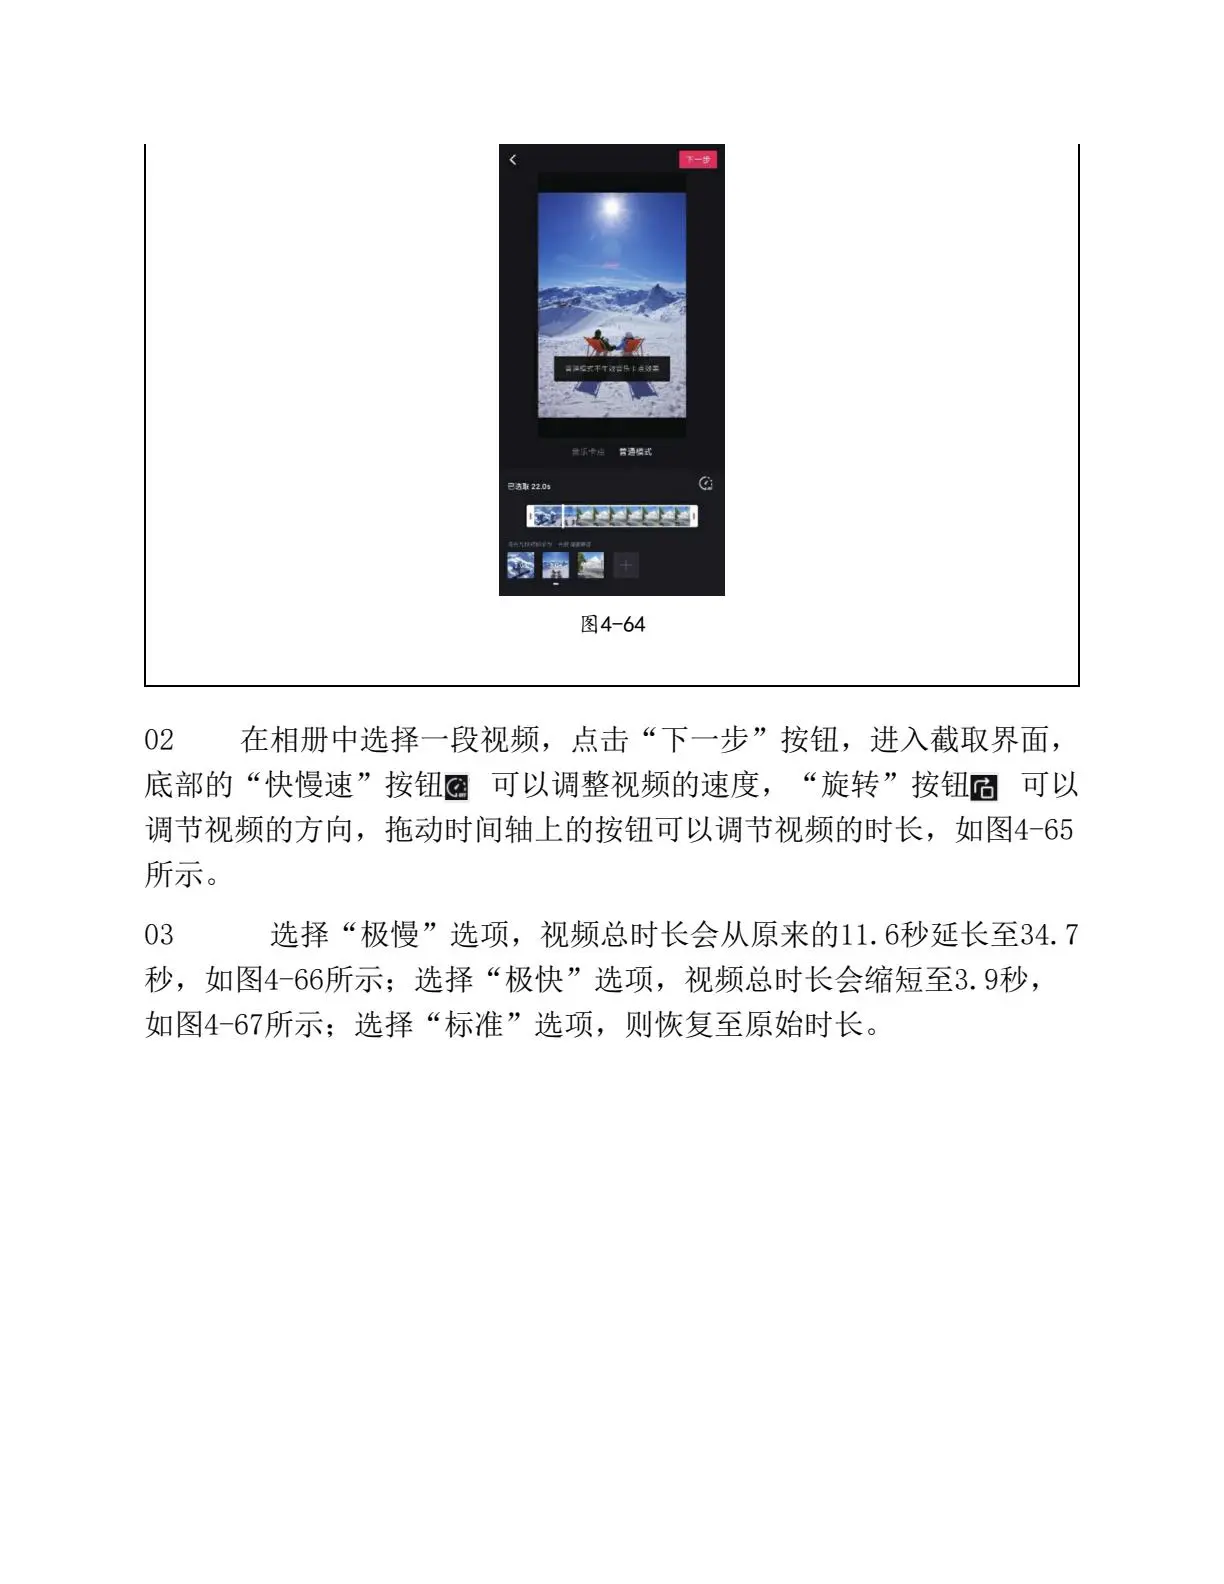 下一步
音乐卡点 普通模式
已选取 22.0s
图4-64
02 在相册中选择一段视频，点击“下一步”按钮，进入截取界面，
底部的“快慢速”按钮 可以调整视频的速度，“旋转”按钮 可以
调节视频的方向，拖动时间轴上的按钮可以调节视频的时长，如图4-65
所示。
03 选择“极慢”选项，视频总时长会从原来的11.6秒延长至34.7
秒，如图4-66所示；选择“极快”选项，视频总时长会缩短至3.9秒，
如图4-67所示；选择“标准”选项，则恢复至原始时长。